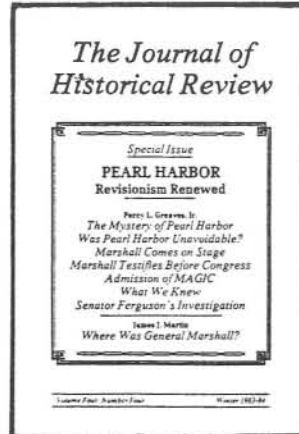 The Journal of
Historical Review
Special Issue
PEARL HARBOR
Revisionism Renewed
Percy L. Greaves, Jr.
The Mystery of Pearl Harbor
Was Pearl Harbor Unavoidable?
Marshall Comes on Stage
Marshall Testifies Before Congress
Admission of MAGIC
What We Knew
Senator Ferguson's Investigation
James J. Martin
Where Was General Marshall?
Volume Four, Number Four Winter 1983-84